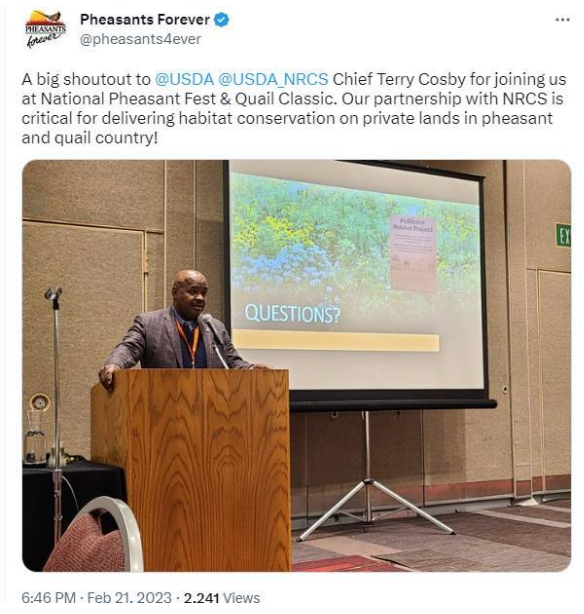 PHEASANTS
forever
Pheasants Forever
@pheasants4ever
A big shoutout to @USDA @USDA_NRCS Chief Terry Cosby for joining us
at National Pheasant Fest & Quail Classic. Our partnership with NRCS is
critical for delivering habitat conservation on private lands in pheasant
and quail country!
Pollinator
Habitat Project
EX
QUESTIONS?
6:46 PM · Feb 21, 2023 · 2,241 Views